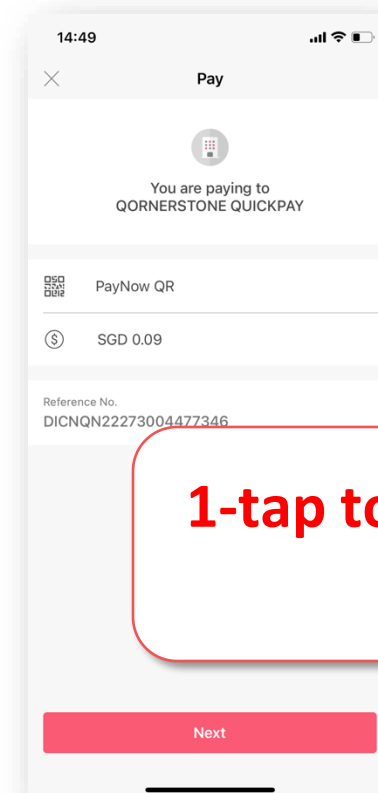 14:49
Pay
You are paying to
QORNERSTONE QUICKPAY
PayNow QR
SGD 0.09
Reference No.
DICNQN22273004477346
1-tap to
Next